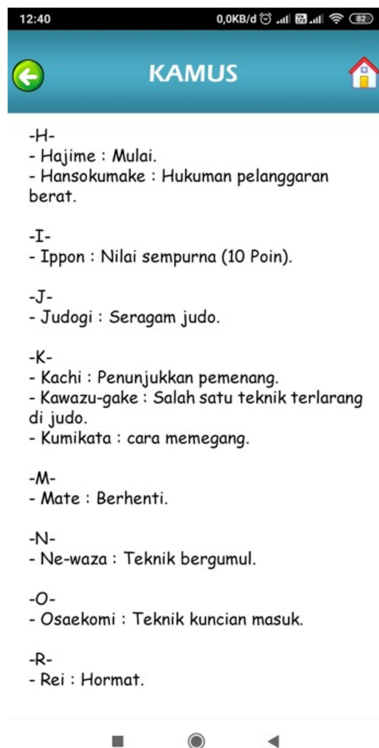 12:40
0,0KB/d
82
KAMUS
-H-
- Hajime : Mulai.
- Hansokumake : Hukuman pelanggaran
berat.
-I-
- Ippon : Nilai sempurna (10 Poin).
-J-
- Judogi : Seragam judo.
-K-
- Kachi : Penunjukkan pemenang.
- Kawazu-gake : Salah satu teknik terlarang
di judo.
- Kumikata : cara memegang.
-M-
- Mate : Berhenti.
-N-
- Ne-waza : Teknik bergumul.
-O-
- Osaekomi : Teknik kuncian masuk.
-R-
- Rei : Hormat.